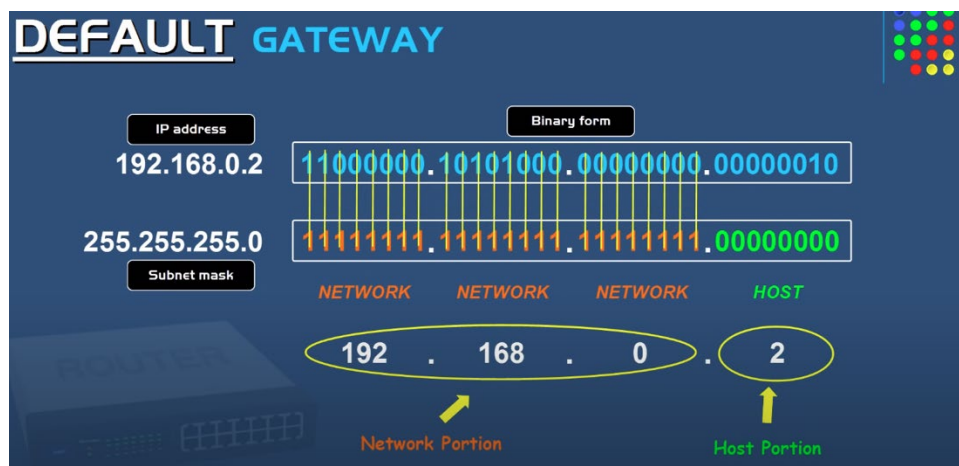 DEFAULT GATEWAY
IP address
Binary form
192.168.0.2
11000000.10101000.00000000.00000010
255.255.255.0
11111111.11111111.11111111.00000000
Subnet mask
NETWORK NETWORK NETWORK HOST
192 . 168 . 0 . 2
ROUTER
Network Portion
Host Portion